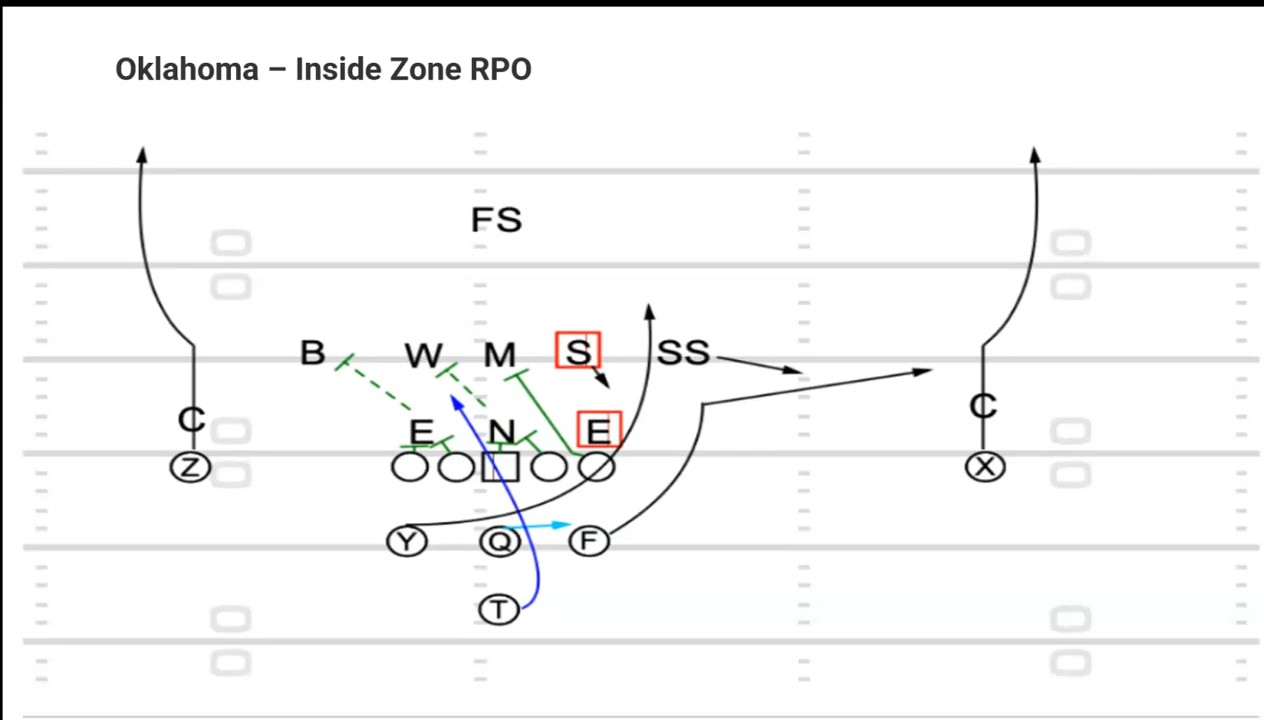 Oklahoma – Inside Zone RPO
FS
B W M S SS
C E N E C
Z X
Y Q F
T